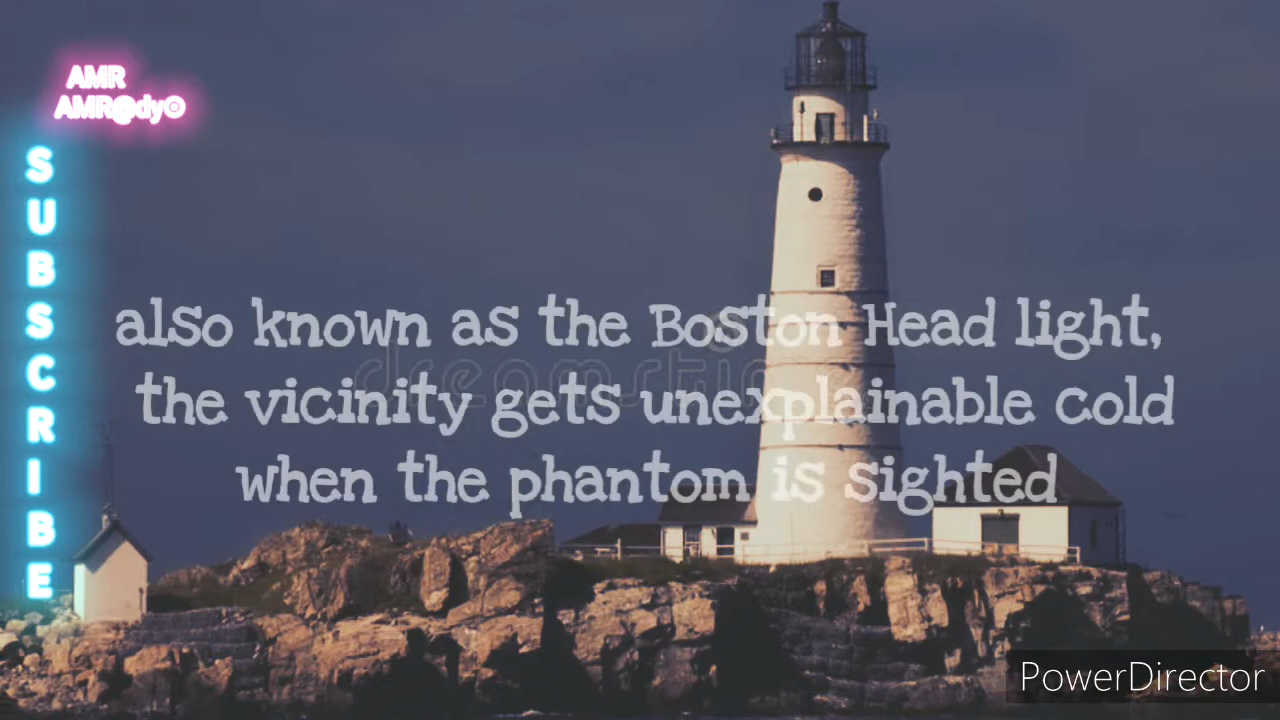 AMR
AMR@dy☺
S
U
B
S
C
R
I
B
E
also known as the Boston Head light,
the vicinity gets unexplainable cold
when the phantom is sighted
dreamstime
PowerDirector